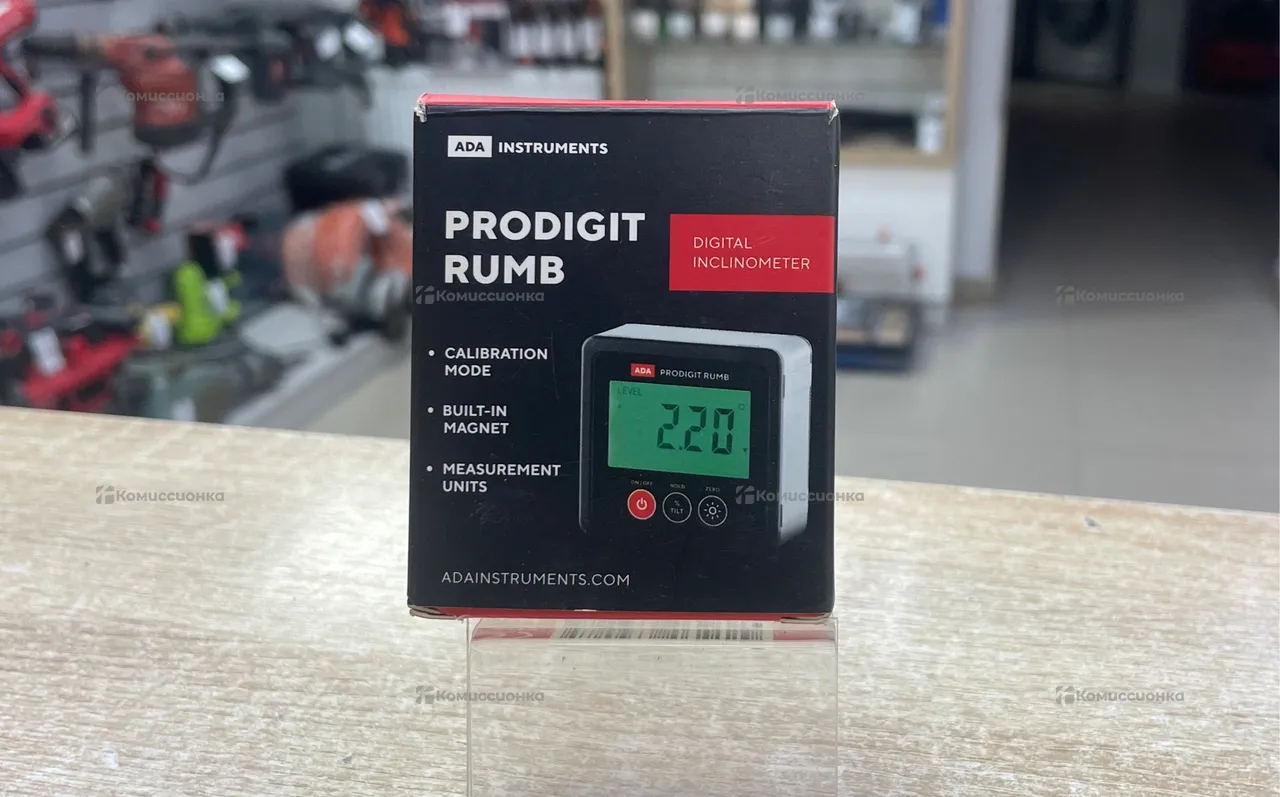 ADA INSTRUMENTS
PRODIGIT
RUMB
DIGITAL
INCLINOMETER
• CALIBRATION
MODE
• BUILT-IN
MAGNET
• MEASUREMENT
UNITS
ADA PRODIGIT RUMB
LEVEL
2.20
ON | OFF HOLD ZERO
% TILT
ADAINSTRUMENTS.COM
Комиссионка
Комиссионка
Комиссионка
Комиссионка
Комиссионка
Комиссионка
Комиссионка
Комиссионка